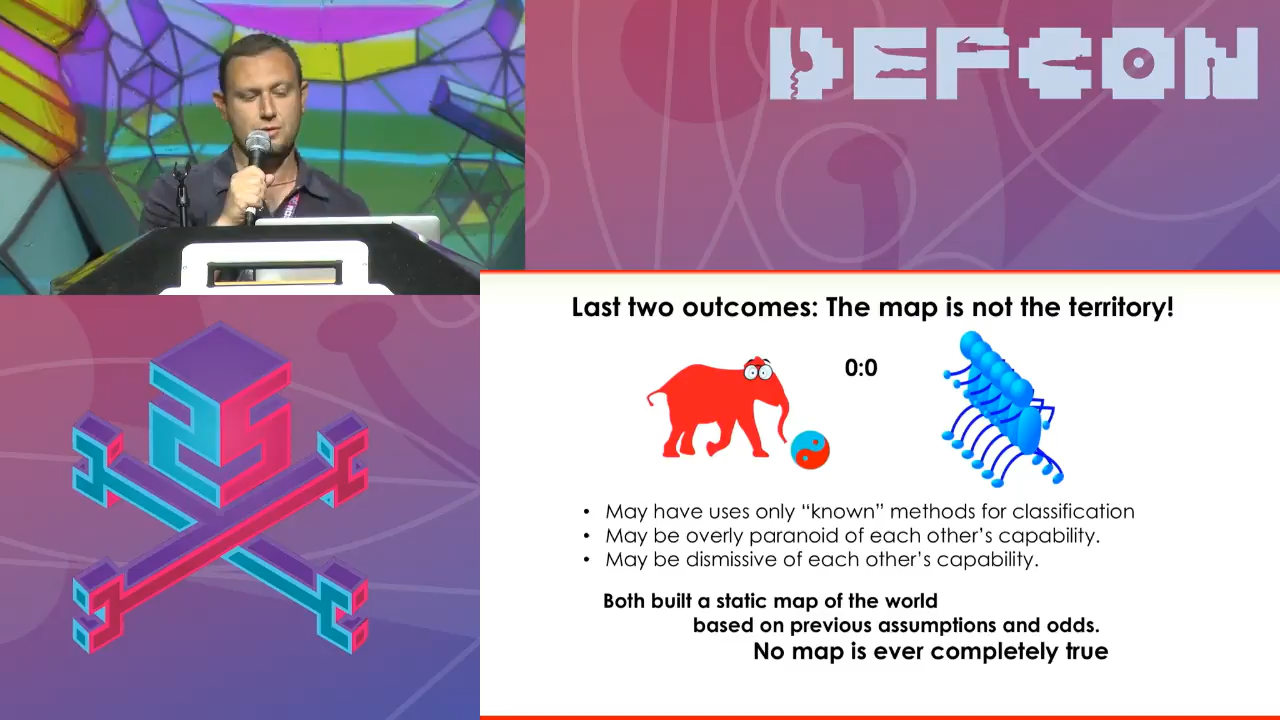 DEFCON
25
Last two outcomes: The map is not the territory!
0:0
• May have uses only “known” methods for classification
• May be overly paranoid of each other’s capability.
• May be dismissive of each other’s capability.
Both built a static map of the world
based on previous assumptions and odds.
No map is ever completely true